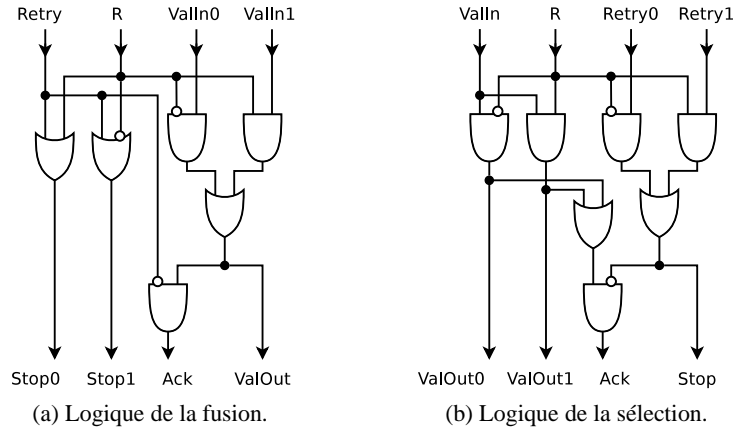 Retry R ValIn0 ValIn1
Stop0 Stop1 Ack ValOut
(a) Logique de la fusion.
ValIn R Retry0 Retry1
ValOut0 ValOut1 Ack Stop
(b) Logique de la sélection.